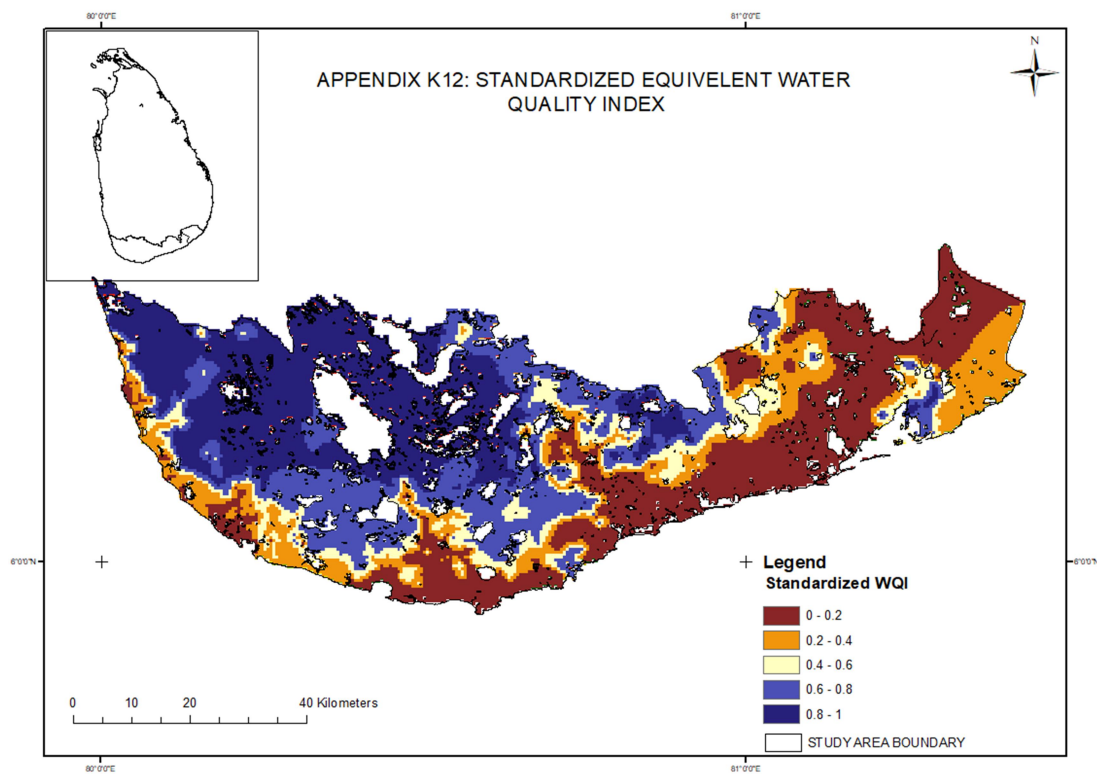 80°0'0"
81°0'0"
N
APPENDIX K12: STANDARDIZED EQUIVELENT WATER
QUALITY INDEX
6°0'0"N
6°0'0"N
Legend
Standardized WQI
0 - 0.2
0.2 - 0.4
0.4 - 0.6
0.6 - 0.8
0.8 - 1
STUDY AREA BOUNDARY
0 10 20 40 Kilometers
80°0'0"
81°0'0"